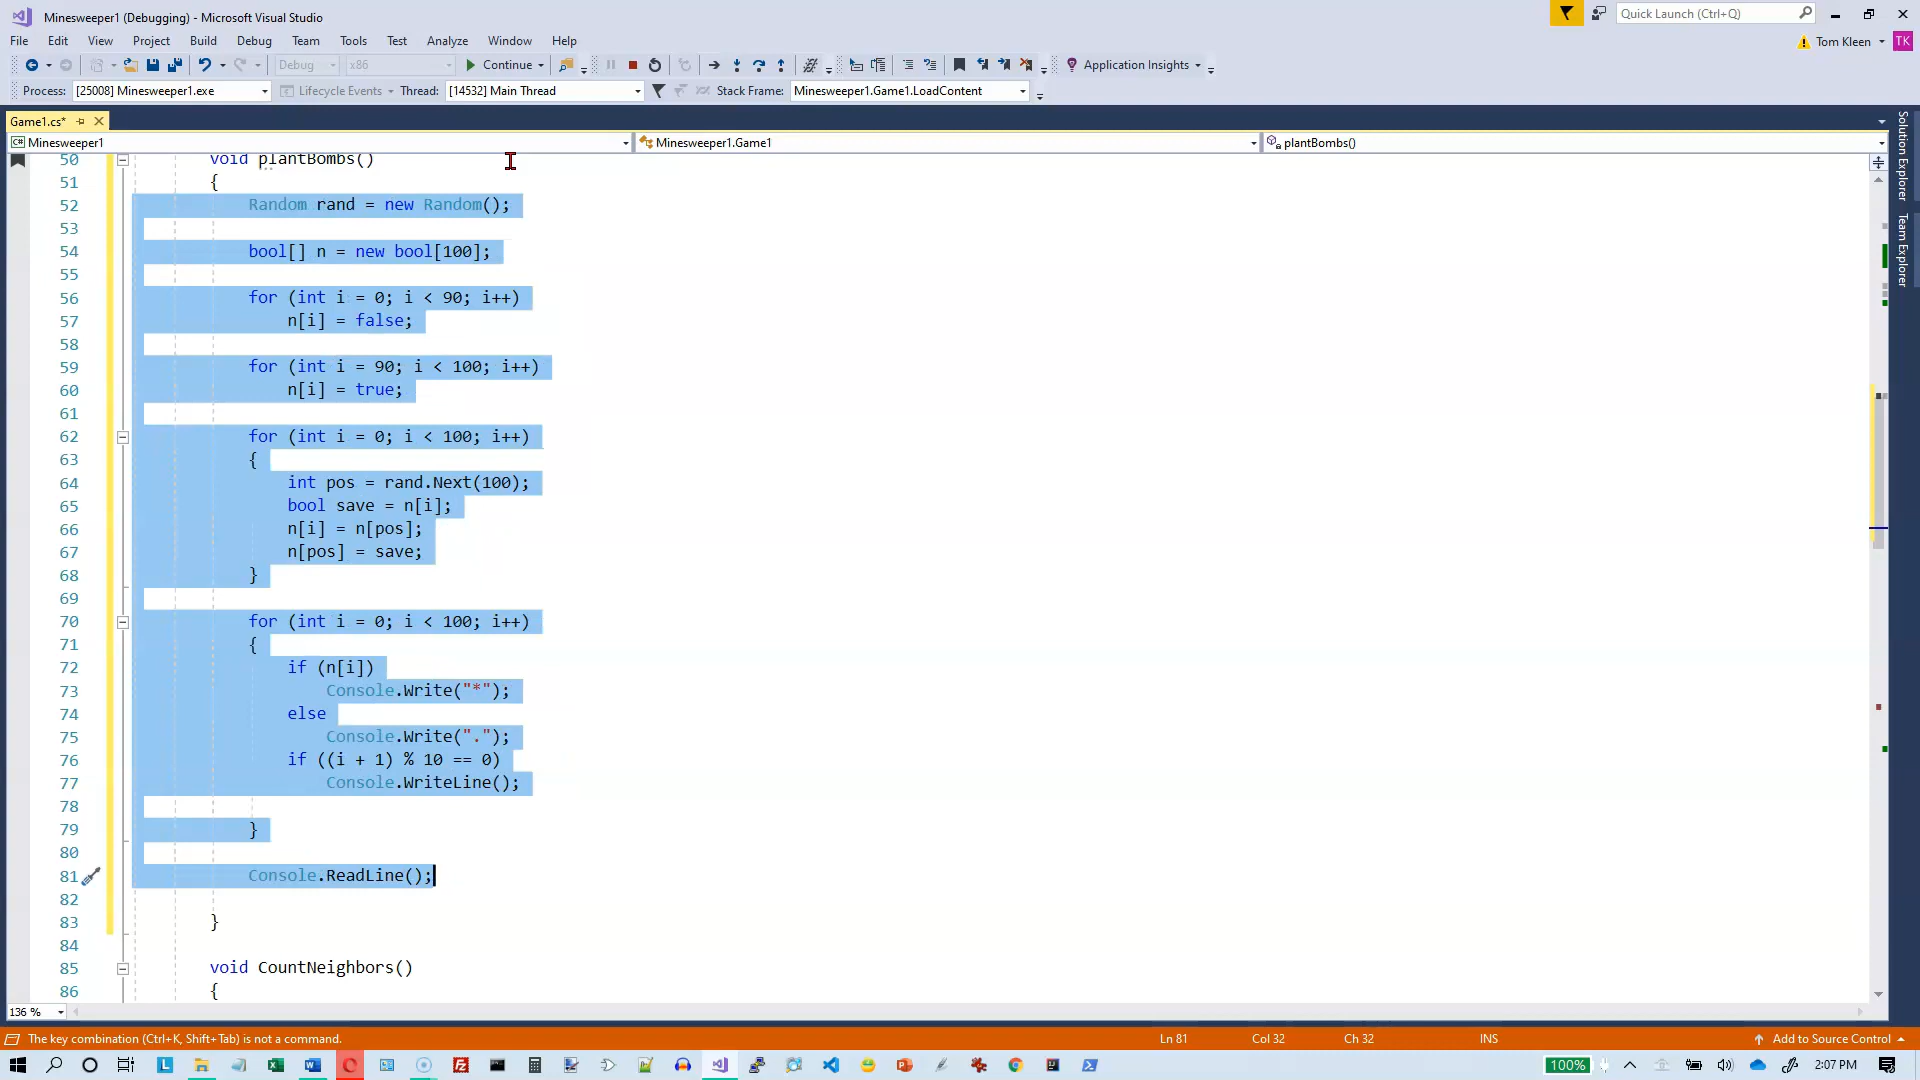 Minesweeper1 (Debugging) - Microsoft Visual Studio
Quick Launch (Ctrl+Q)
File Edit View Project Build Debug Team Tools Test Analyze Window Help
Tom Kleen TK
Debug x86 Continue Application Insights
Process: [25008] Minesweeper1.exe Lifecycle Events Thread: [14532] Main Thread Stack Frame: Minesweeper1.Game1.LoadContent
Game1.cs*
C# Minesweeper1 Minesweeper1.Game1 plantBombs()
Solution Explorer
Team Explorer
50 void plantBombs()
51 {
52 Random rand = new Random();
53
54 bool[] n = new bool[100];
55
56 for (int i = 0; i < 90; i++)
57 n[i] = false;
58
59 for (int i = 90; i < 100; i++)
60 n[i] = true;
61
62 for (int i = 0; i < 100; i++)
63 {
64 int pos = rand.Next(100);
65 bool save = n[i];
66 n[i] = n[pos];
67 n[pos] = save;
68 }
69
70 for (int i = 0; i < 100; i++)
71 {
72 if (n[i])
73 Console.Write("*");
74 else
75 Console.Write(".");
76 if ((i + 1) % 10 == 0)
77 Console.WriteLine();
78
79 }
80
81 Console.ReadLine();
82
83 }
84
85 void CountNeighbors()
86 {
136 %
The key combination (Ctrl+K, Shift+Tab) is not a command. Ln 81 Col 32 Ch 32 INS Add to Source Control
100% 2:07 PM